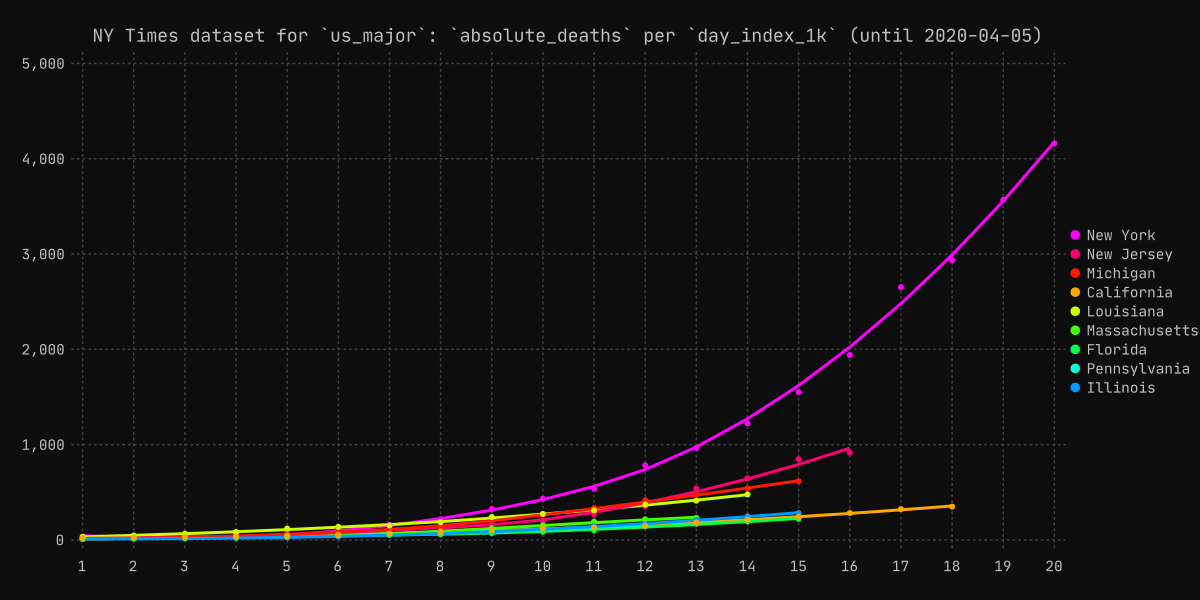 NY Times dataset for `us_major`: `absolute_deaths` per `day_index_1k` (until 2020-04-05)
5,000
4,000
3,000
2,000
1,000
0
1 2 3 4 5 6 7 8 9 10 11 12 13 14 15 16 17 18 19 20
New York
New Jersey
Michigan
California
Louisiana
Massachusetts
Florida
Pennsylvania
Illinois